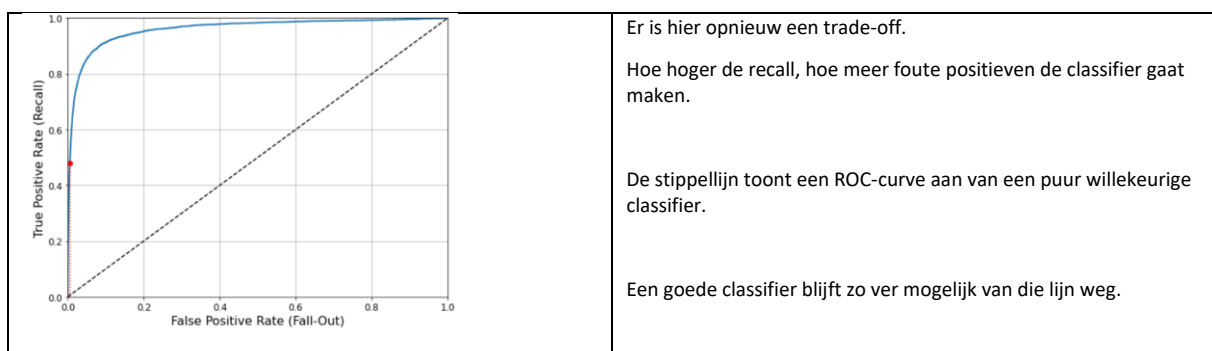 1.0
0.8
0.6
0.4
0.2
0.0
True Positive Rate (Recall)
0.0 0.2 0.4 0.6 0.8 1.0
False Positive Rate (Fall-Out)
Er is hier opnieuw een trade-off.
Hoe hoger de recall, hoe meer foute positieven de classifier gaat
maken.
De stippellijn toont een ROC-curve aan van een puur willekeurige
classifier.
Een goede classifier blijft zo ver mogelijk van die lijn weg.